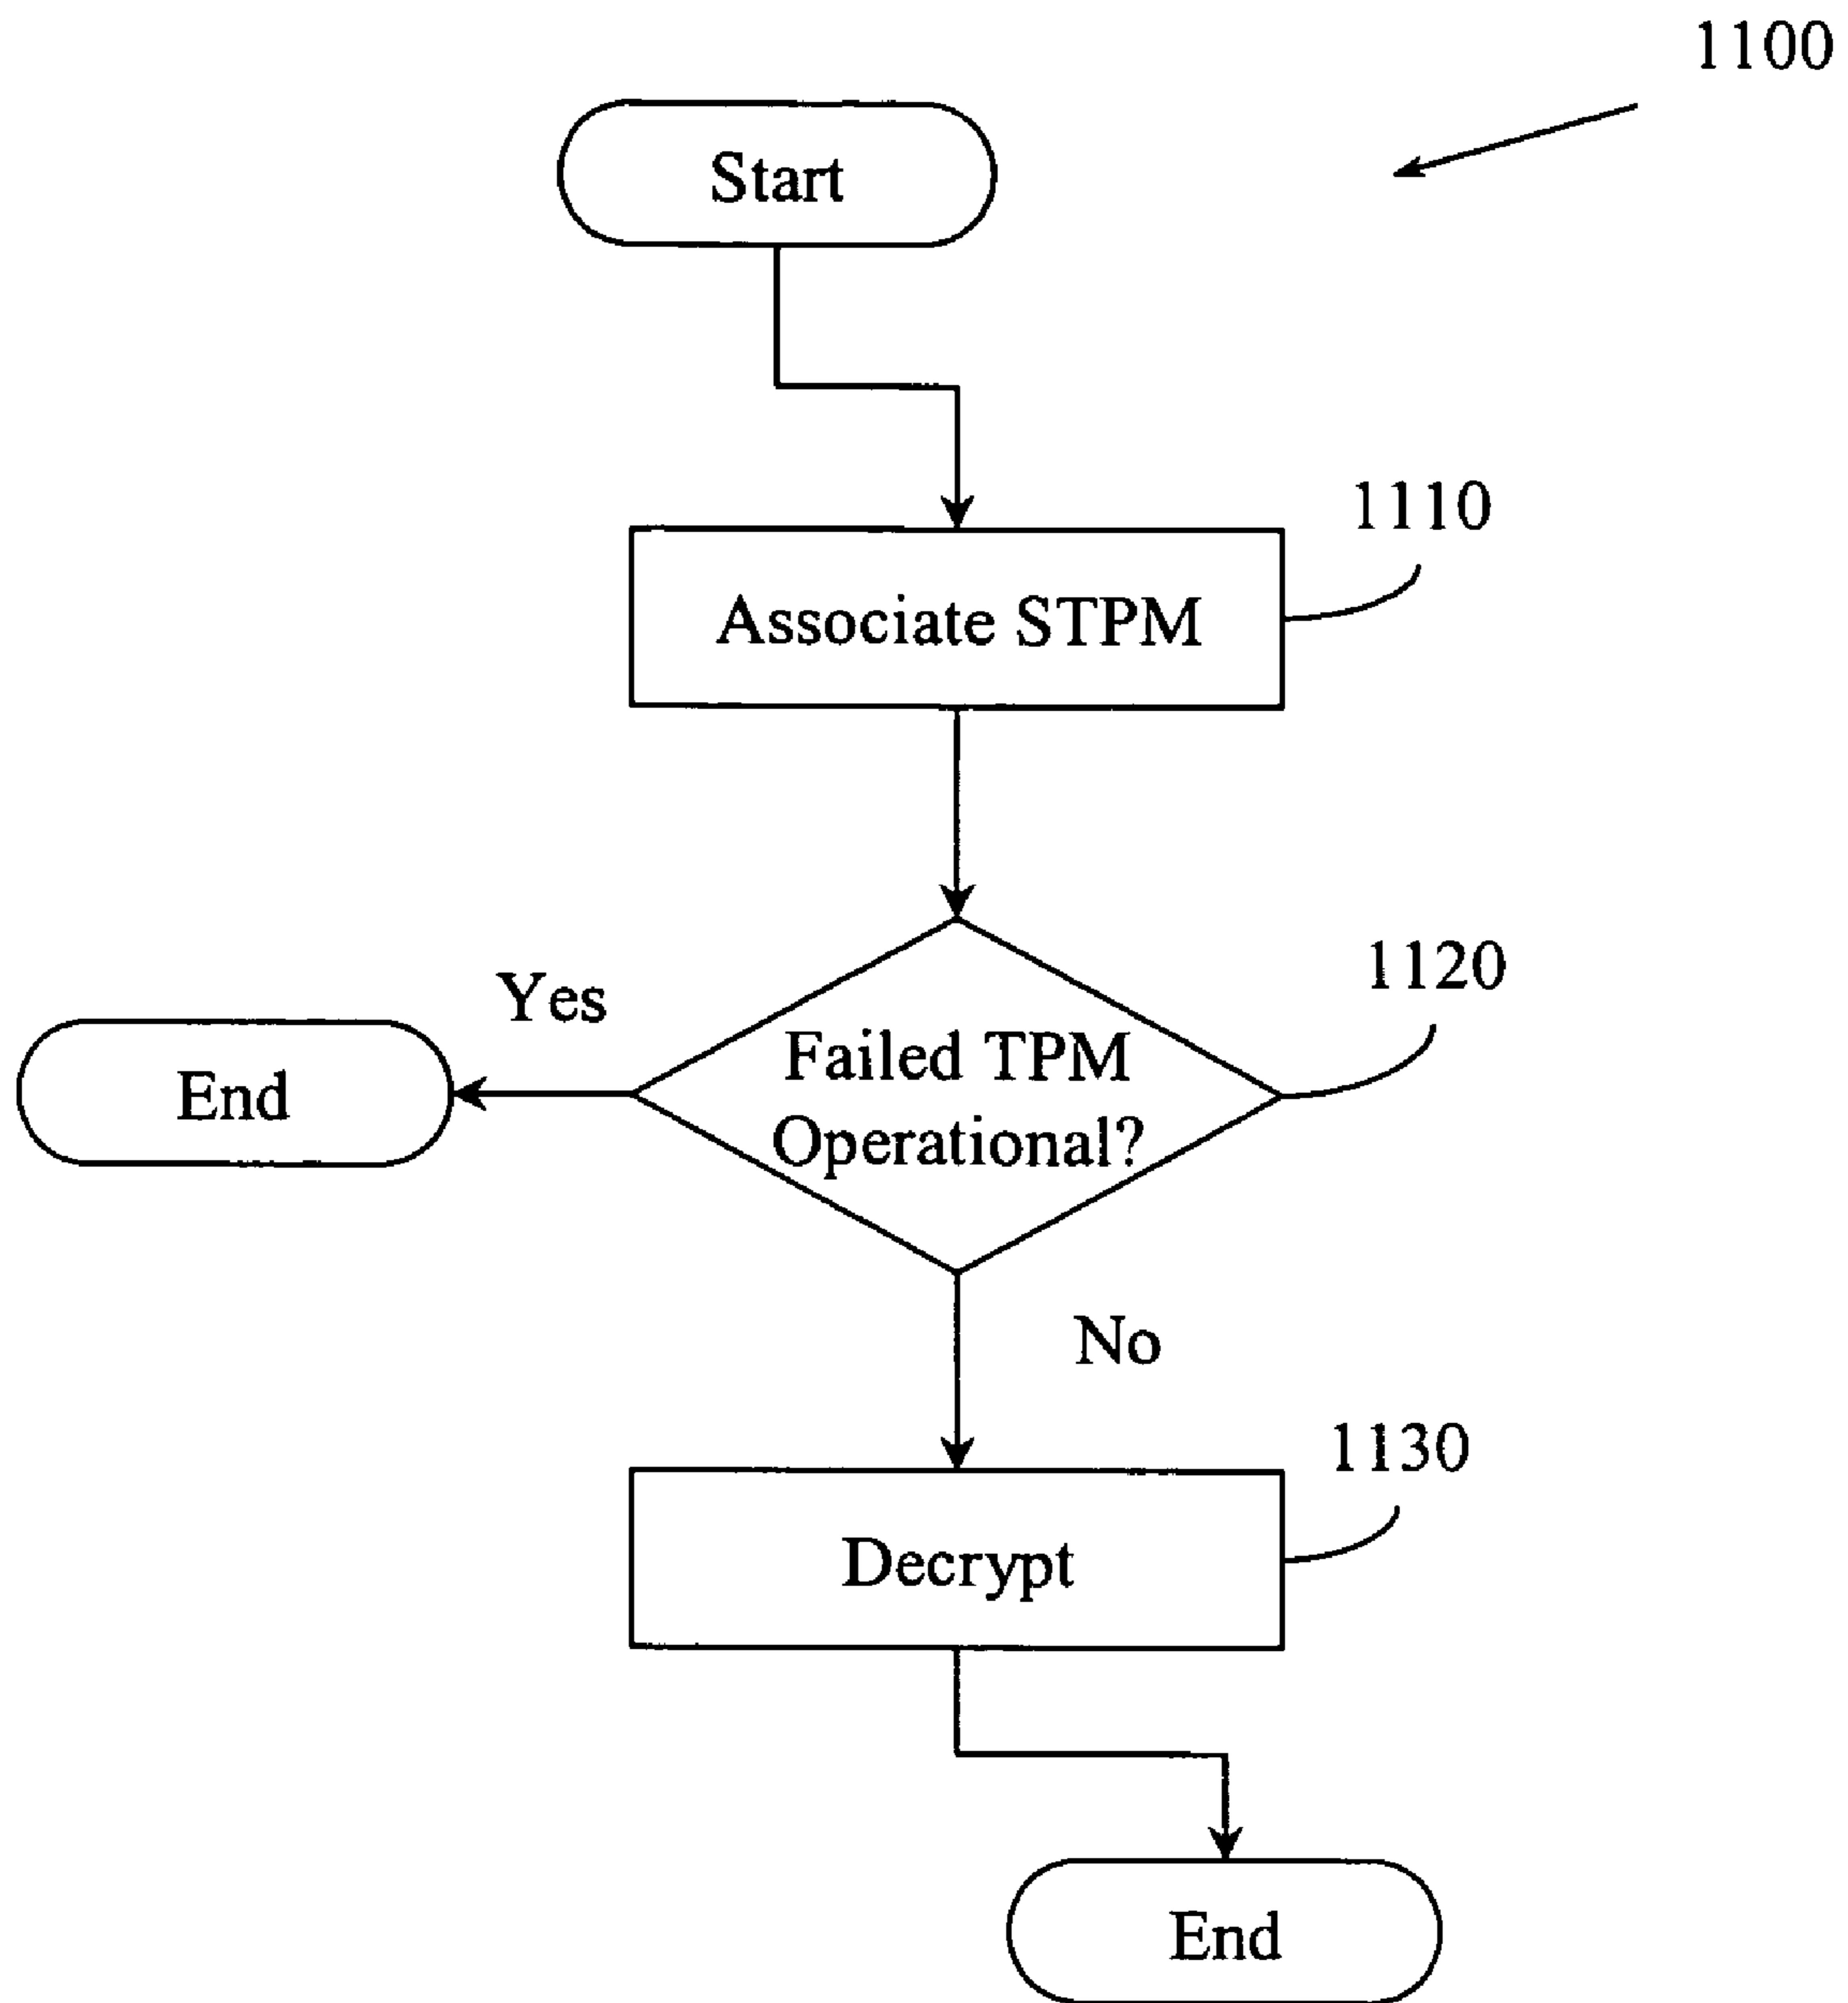 1100
Start
1110
Associate STPM
1120
Yes
Failed TPM
Operational?
End
No
1130
Decrypt
End